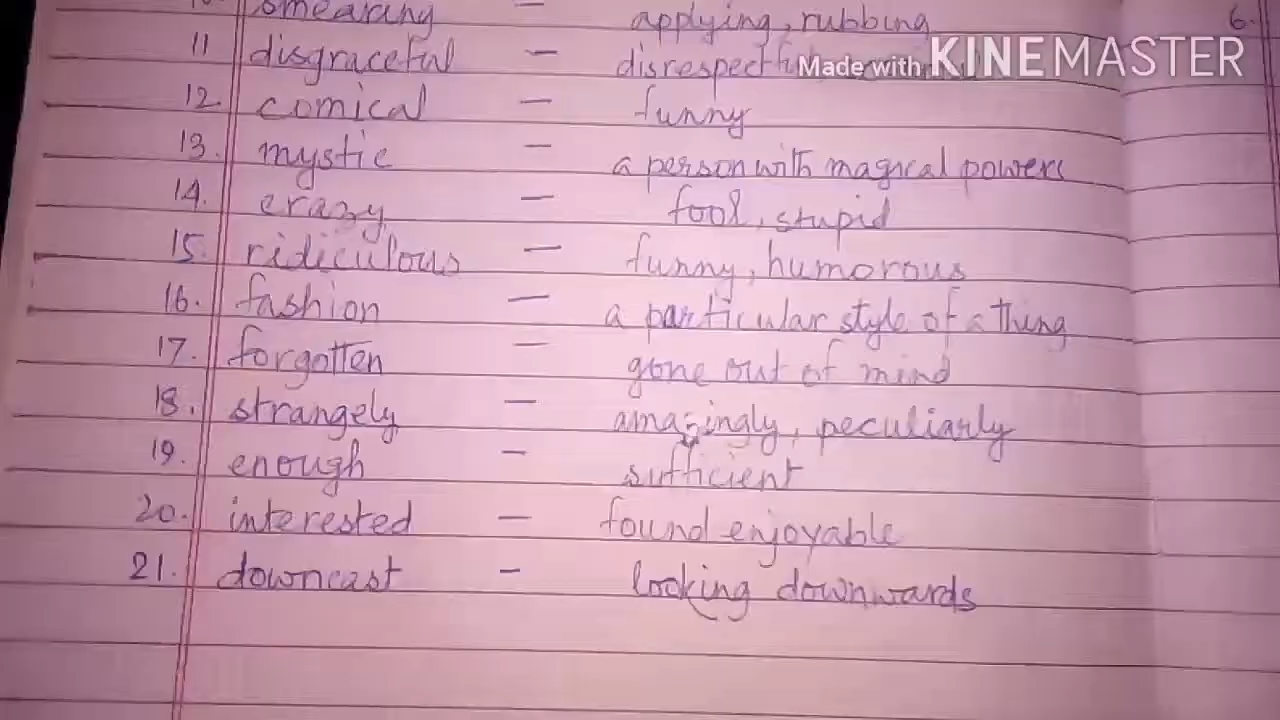 10. smearing - applying, rubbing 6.
11 disgraceful - disrespectful
Made with KINEMASTER
12. comical - funny
13. mystic - a person with magical powers
14. crazy - fool, stupid
15. ridiculous - funny, humorous
16. fashion - a particular style of a thing
17. forgotten - gone out of mind
18. strangely - amazingly, peculiarly
19. enough - sufficient
20. interested - found enjoyable
21. downcast - looking downwards